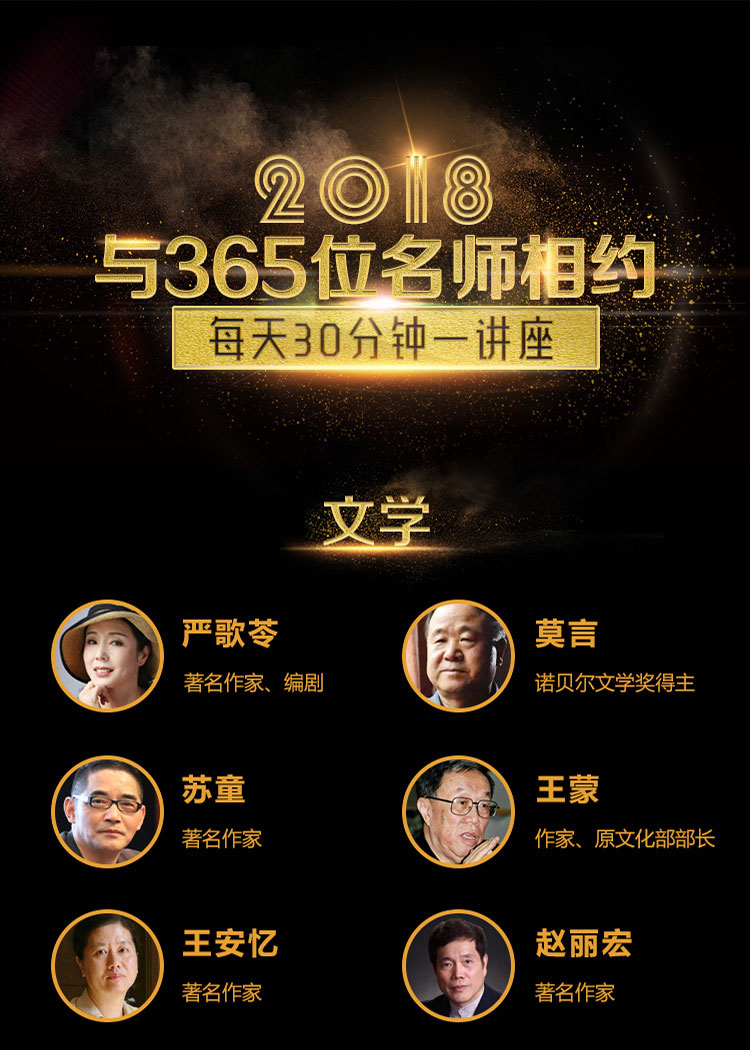 2018
与365位名师相约
每天30分钟一讲座
文学
严歌苓
著名作家、编剧
莫言
诺贝尔文学奖得主
苏童
著名作家
王蒙
作家、原文化部部长
王安忆
著名作家
赵丽宏
著名作家